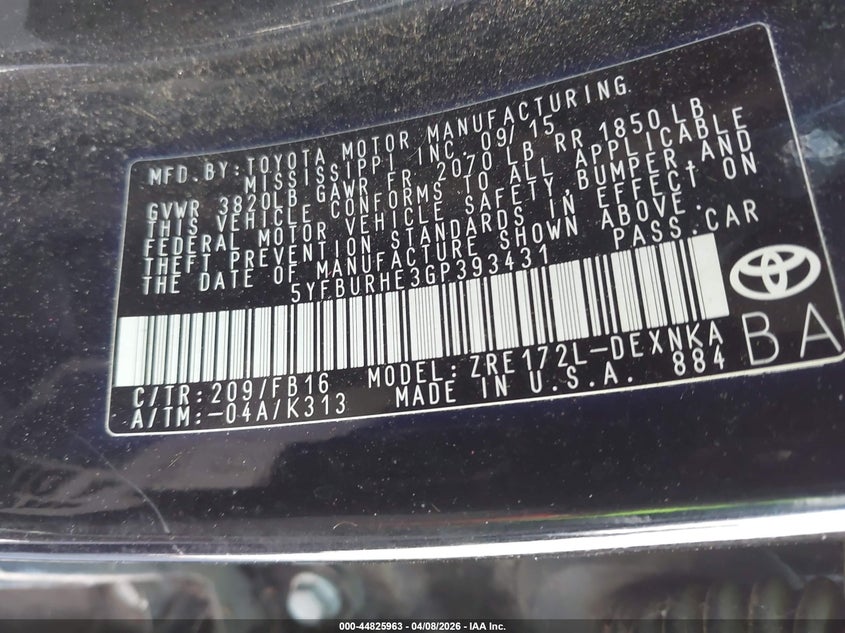 MFD.BY:TOYOTA MOTOR MANUFACTURING
MISSISSIPPI INC 09/15
GVWR 3820LB GAWR FR 2070 LB RR 1850 LB
THIS VEHICLE CONFORMS TO ALL APPLICABLE
FEDERAL MOTOR VEHICLE SAFETY,BUMPER,AND
THEFT PREVENTION STANDARDS IN EFFECT ON
THE DATE OF MANUFACTURE SHOWN ABOVE.
5YFBURHE3GP393431 PASS.CAR
C/TR:209/FB16 MODEL:ZRE172L-DEXNKA
A/TM:-04A/K313 MADE IN U.S.A. 884
BA
000-44825963 - 04/08/2026 - IAA Inc.